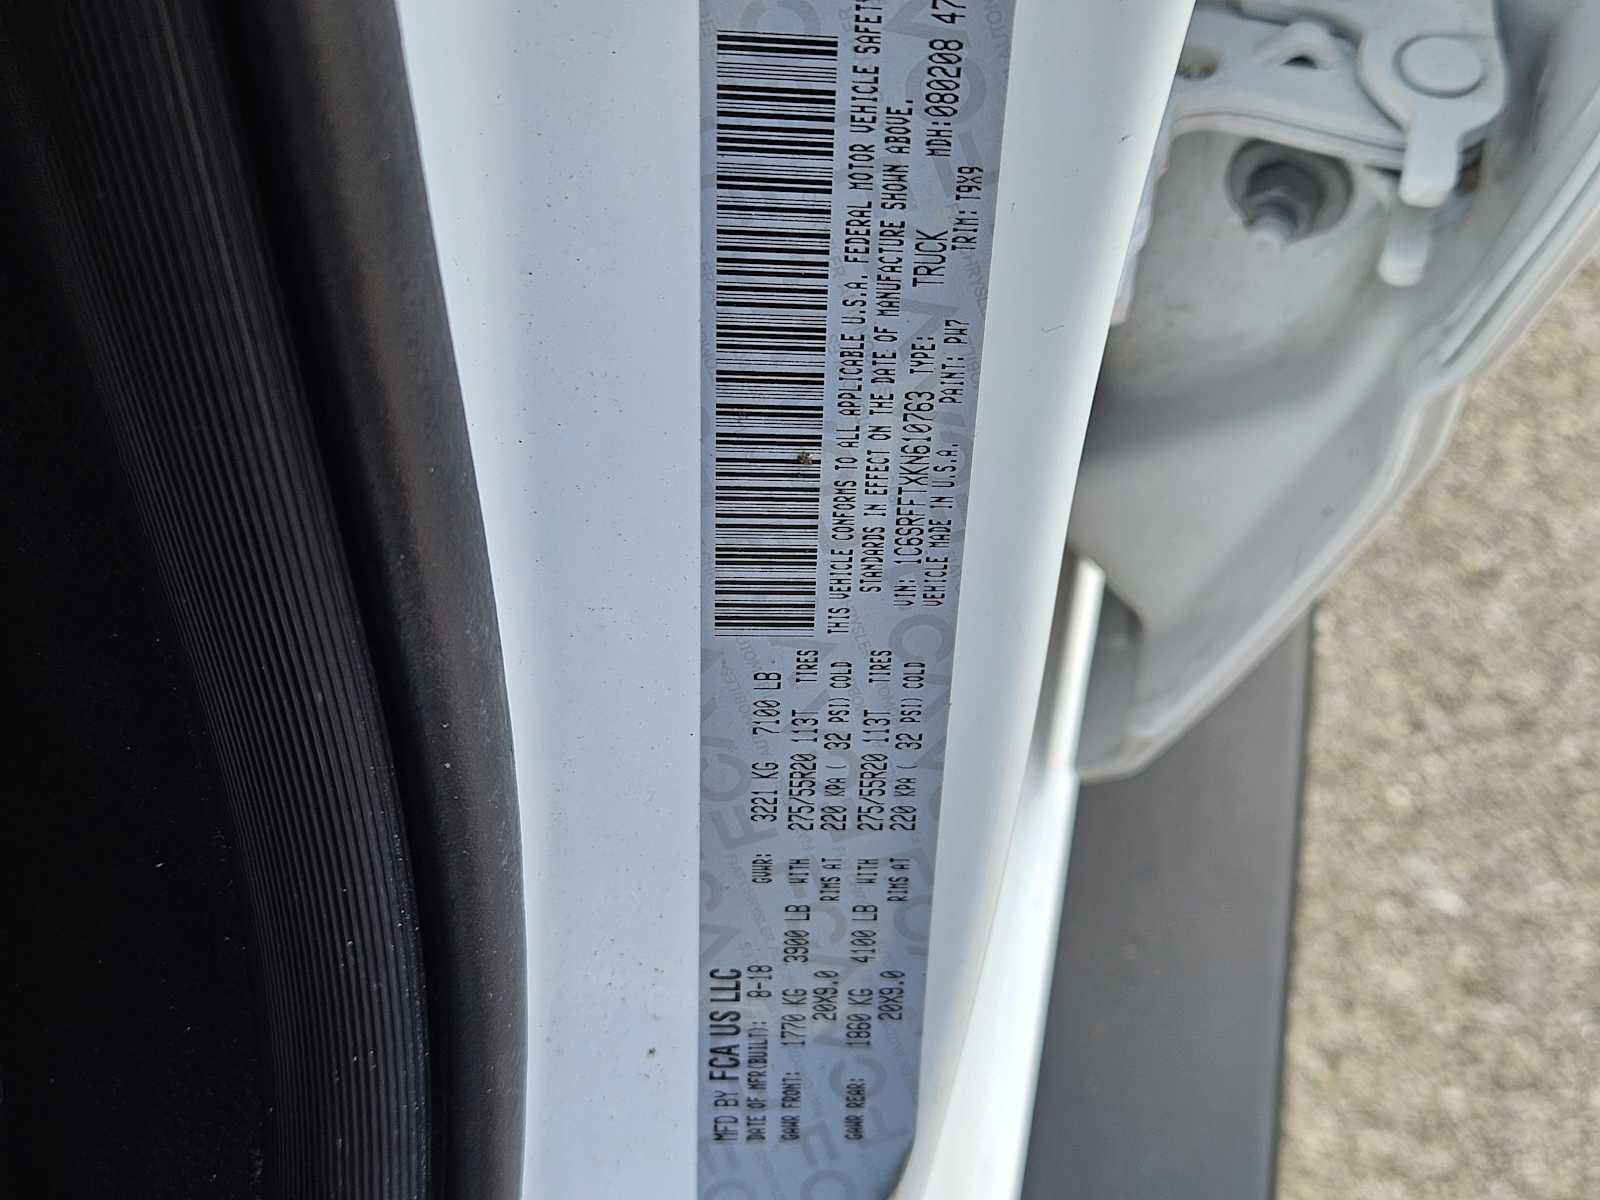 MFD BY FCA US LLC
DATE OF MFR(BUILT): 8-18 GVWR: 3221 KG 7100 LB
GAWR FRONT: 1770 KG 3900 LB WITH 275/55R20 113T TIRES
20X9.0 RIMS AT 220 KPA ( 32 PSI) COLD
GAWR REAR: 1860 KG 4100 LB WITH 275/55R20 113T TIRES
20X9.0 RIMS AT 220 KPA ( 32 PSI) COLD
THIS VEHICLE CONFORMS TO ALL APPLICABLE U.S.A. FEDERAL MOTOR VEHICLE SAFETY
STANDARDS IN EFFECT ON THE DATE OF MANUFACTURE SHOWN ABOVE.
VIN: 1C6SRFFTXKN610763 TYPE: TRUCK MDH:080208 47
VEHICLE MADE IN U.S.A. PAINT: PW7 TRIM: T9X9